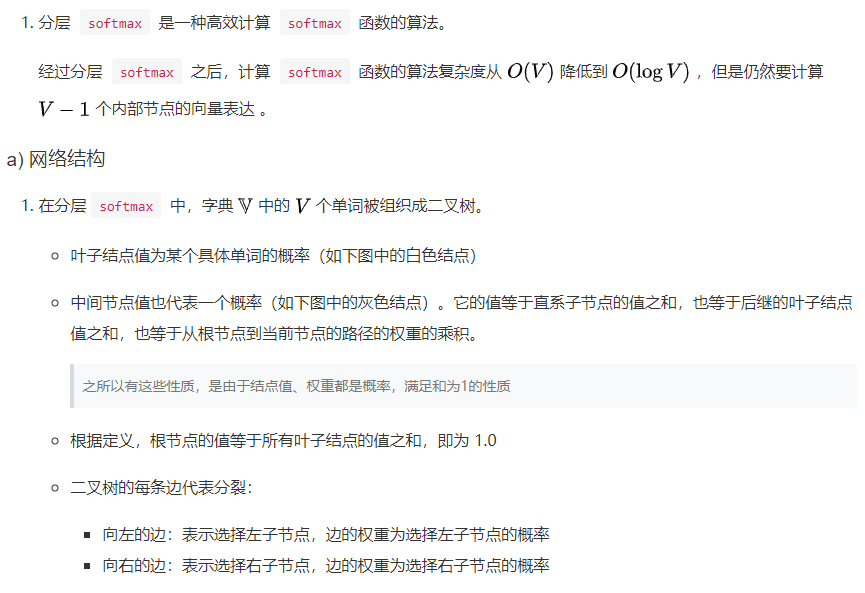 1. 分层 softmax 是一种高效计算 softmax 函数的算法。
经过分层 softmax 之后，计算 softmax 函数的算法复杂度从 O(V) 降低到 O(log V) ，但是仍然要计算
V − 1 个内部节点的向量表达 。
a) 网络结构
1. 在分层 softmax 中，字典 𝕍 中的 V 个单词被组织成二叉树。
○ 叶子结点值为某个具体单词的概率（如下图中的白色结点）
○ 中间节点值也代表一个概率（如下图中的灰色结点）。它的值等于直系子节点的值之和，也等于后继的叶子结点
值之和，也等于从根节点到当前节点的路径的权重的乘积。
之所以有这些性质，是由于结点值、权重都是概率，满足和为1的性质
○ 根据定义，根节点的值等于所有叶子结点的值之和，即为 1.0
○ 二叉树的每条边代表分裂：
■ 向左的边：表示选择左子节点，边的权重为选择左子节点的概率
■ 向右的边：表示选择右子节点，边的权重为选择右子节点的概率